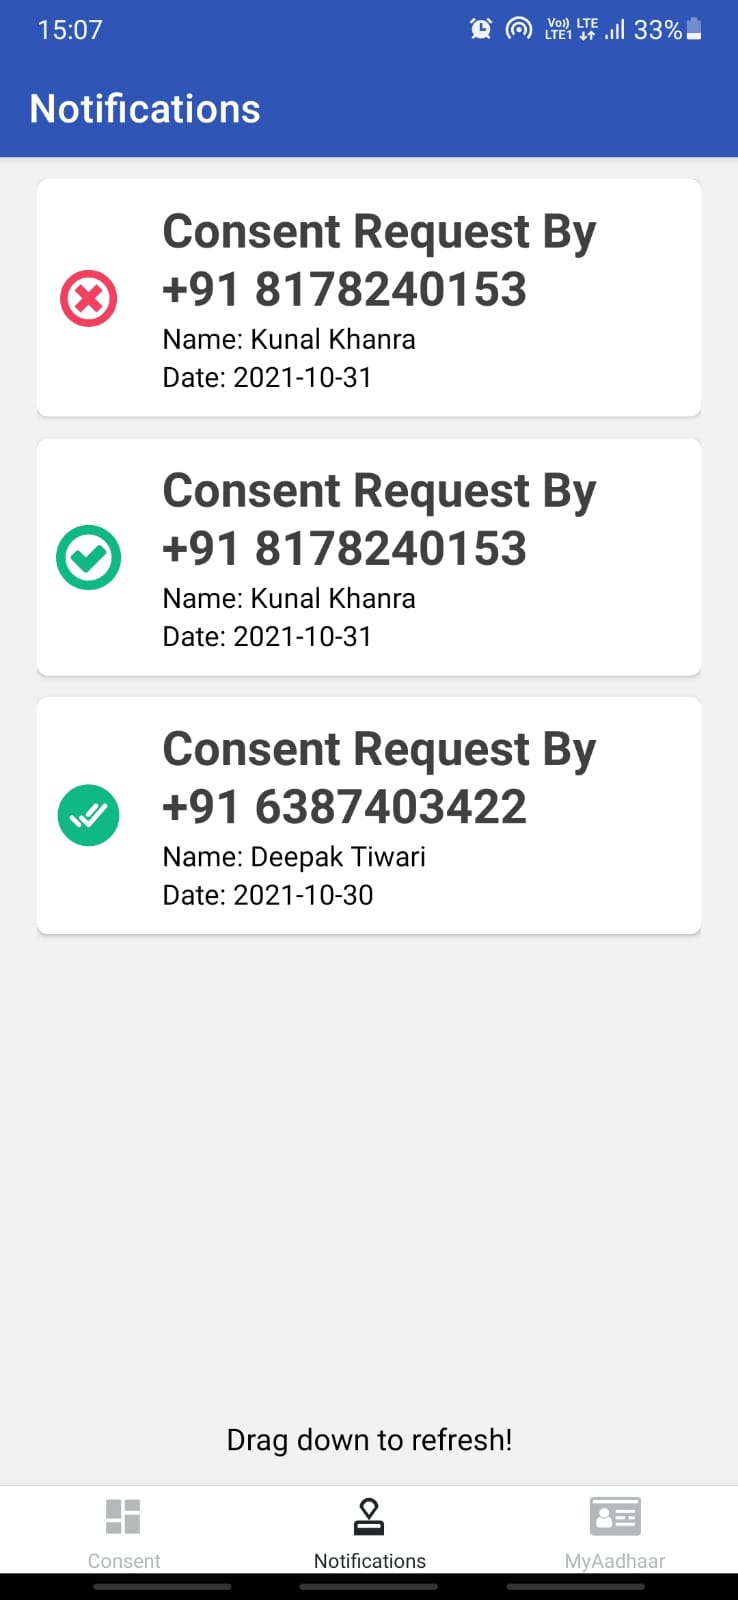 15:07
Vo)) LTE
LTE1
33%
Notifications
Consent Request By
+91 8178240153
Name: Kunal Khanra
Date: 2021-10-31
Consent Request By
+91 8178240153
Name: Kunal Khanra
Date: 2021-10-31
Consent Request By
+91 6387403422
Name: Deepak Tiwari
Date: 2021-10-30
Drag down to refresh!
Consent
Notifications
MyAadhaar